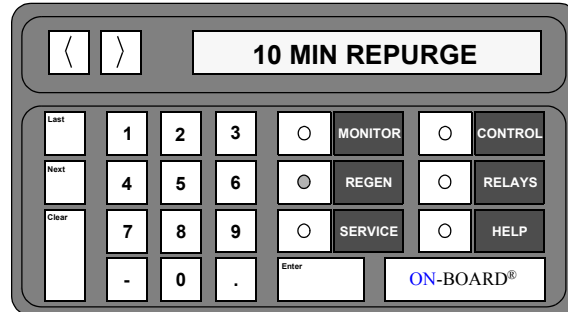 〈 〉 10 MIN REPURGE
Last 1 2 3 MONITOR CONTROL
Next 4 5 6 REGEN RELAYS
Clear 7 8 9 SERVICE HELP
- 0 . Enter ON-BOARD®